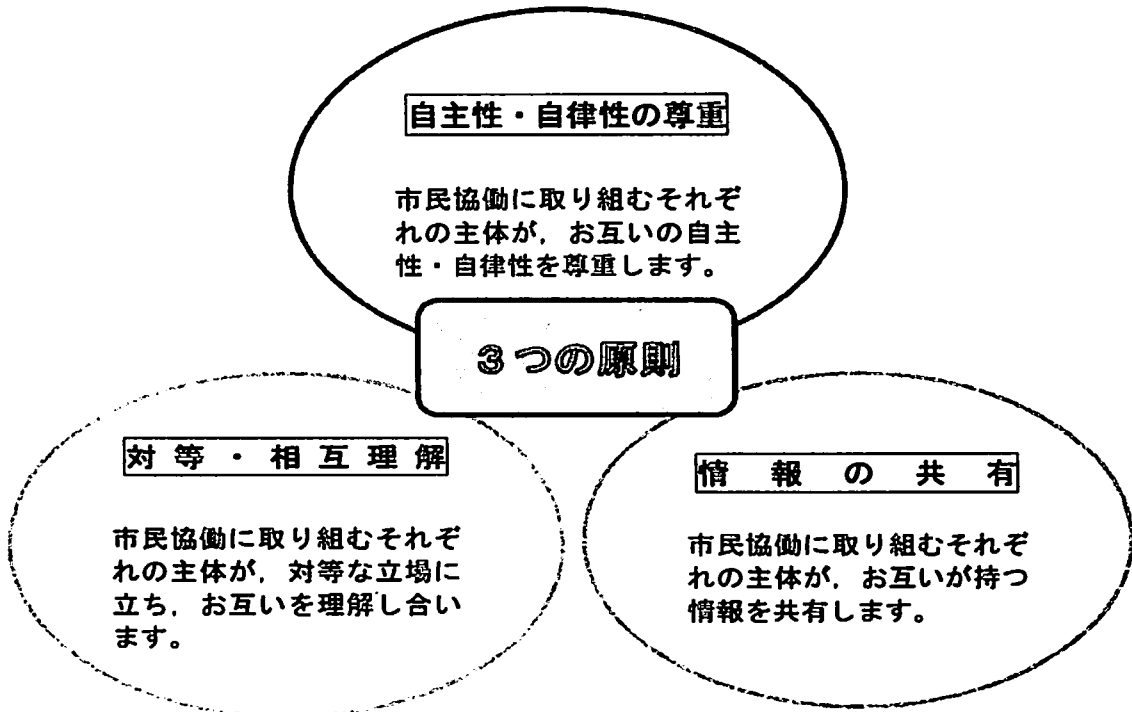 自主性・自律性の尊重
市民協働に取り組むそれぞ
れの主体が，お互いの自主
性・自律性を尊重します。
３つの原則
対等・相互理解
市民協働に取り組むそれぞ
れの主体が，対等な立場に
立ち，お互いを理解し合い
ます。
情報の共有
市民協働に取り組むそれぞ
れの主体が，お互いが持つ
情報を共有します。